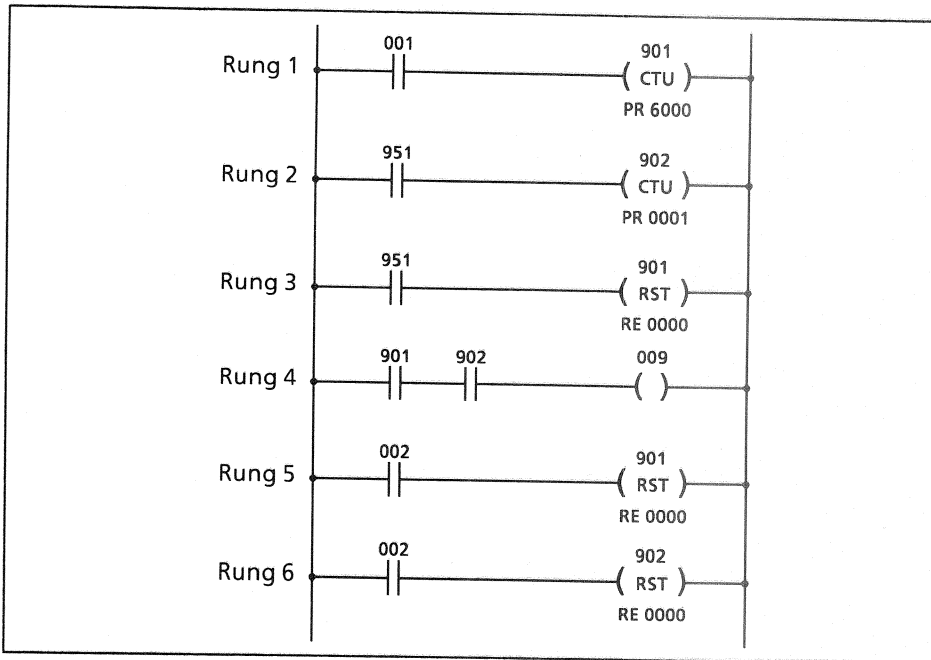 001 901
Rung 1 CTU
PR 6000
951 902
Rung 2 CTU
PR 0001
951 901
Rung 3 RST
RE 0000
901 902 009
Rung 4
002 901
Rung 5 RST
RE 0000
002 902
Rung 6 RST
RE 0000